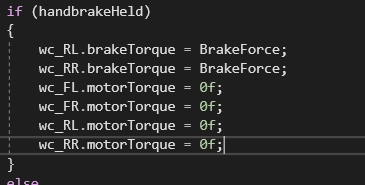 if (handbrakeHeld)
{
wc_RL.brakeTorque = BrakeForce;
wc_RR.brakeTorque = BrakeForce;
wc_FL.motorTorque = 0f;
wc_FR.motorTorque = 0f;
wc_RL.motorTorque = 0f;
wc_RR.motorTorque = 0f;
}
else